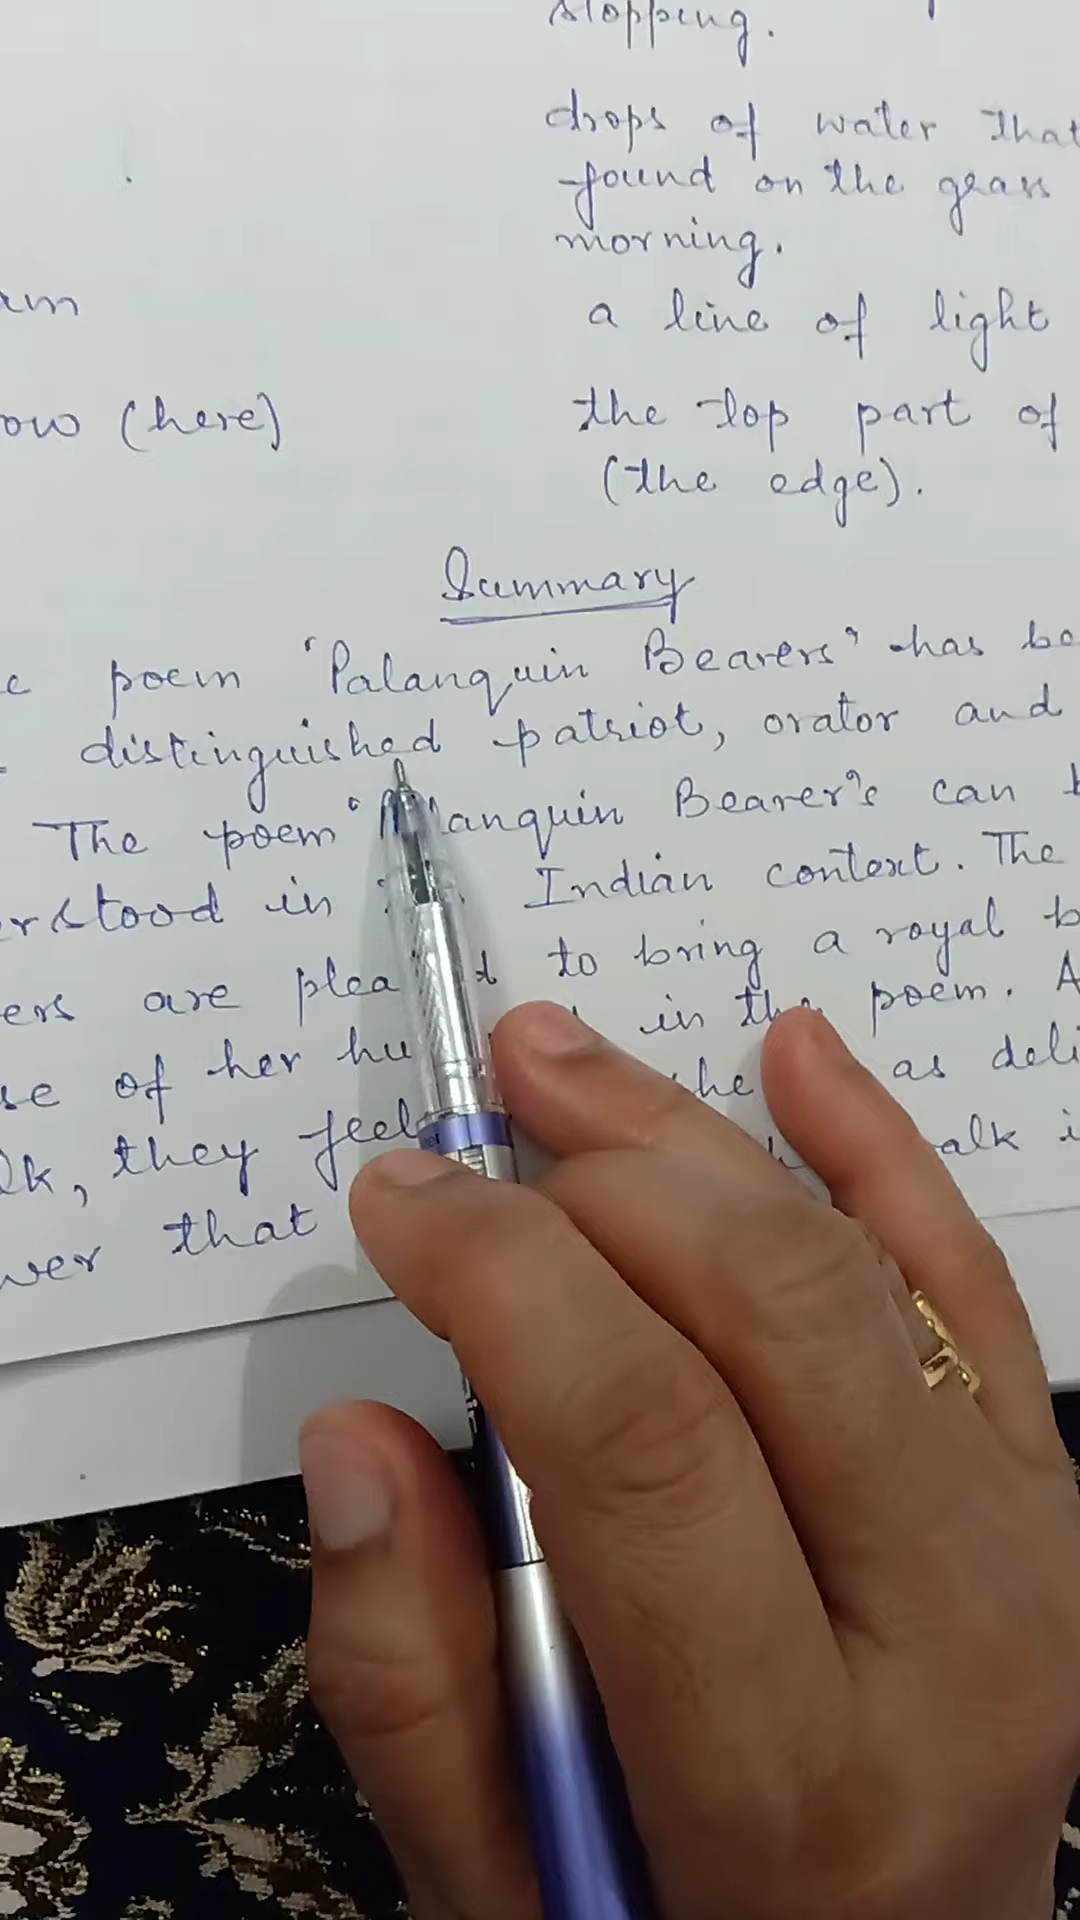 stopping.
drops of water that
found on the grass
morning.
a line of light
ow (here)
the top part of
(the edge).
Summary
poem 'Palanquin Bearers' has be
distinguished patriot, orator and
The poem ' lanquin Bearer's can
rstood in Indian context. The
ers are plea d to bring a royal b
se of her hu in the poem. A
lk, they feel she as deli
wer that alk i